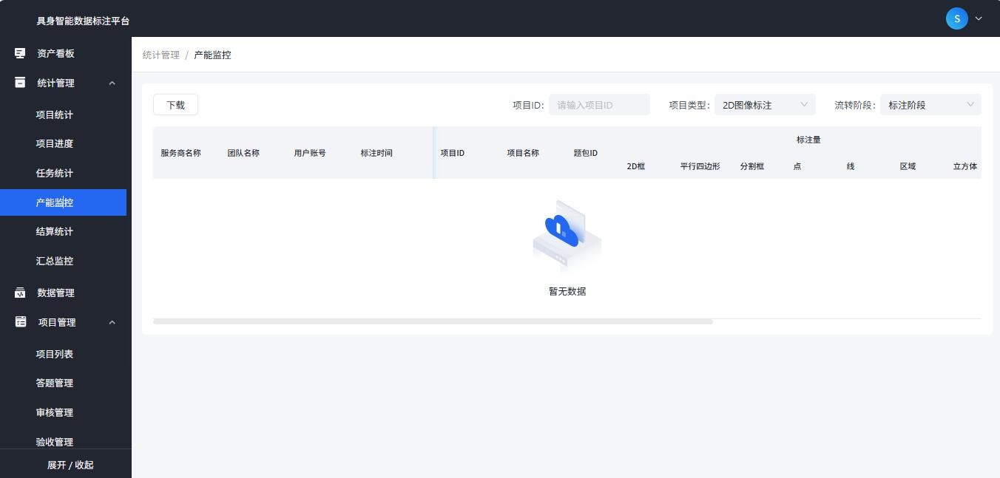 具身智能数据标注平台
S
资产看板
统计管理
项目统计
项目进度
任务统计
产能监控
结算统计
汇总监控
数据管理
项目管理
项目列表
答题管理
审核管理
验收管理
展开 / 收起
统计管理 / 产能监控
下载
项目ID: 请输入项目ID
项目类型: 2D图像标注
流转阶段: 标注阶段
服务商名称 团队名称 用户账号 标注时间 项目ID 项目名称 题包ID
标注量
2D框 平行四边形 分割框 点 线 区域 立方体
暂无数据